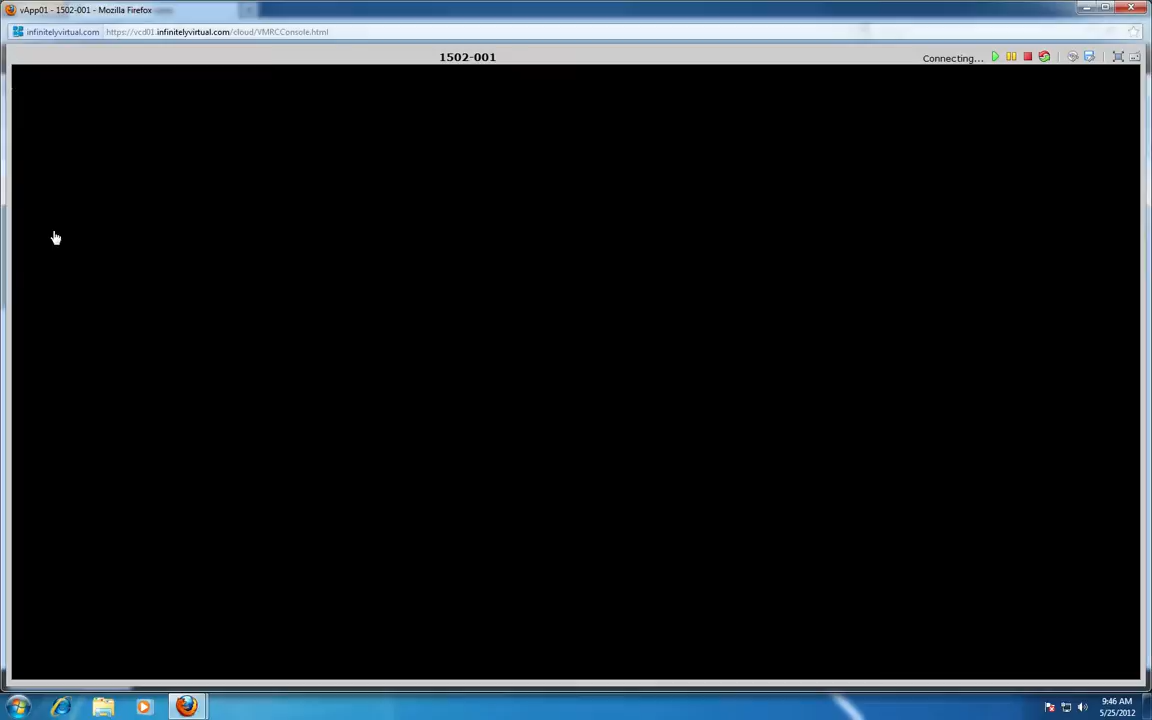 vApp01 - 1502-001 - Mozilla Firefox
infinitelyvirtual.com https://vcd01.infinitelyvirtual.com/cloud/VMRCConsole.html
1502-001
Connecting...
9:46 AM
5/25/2012